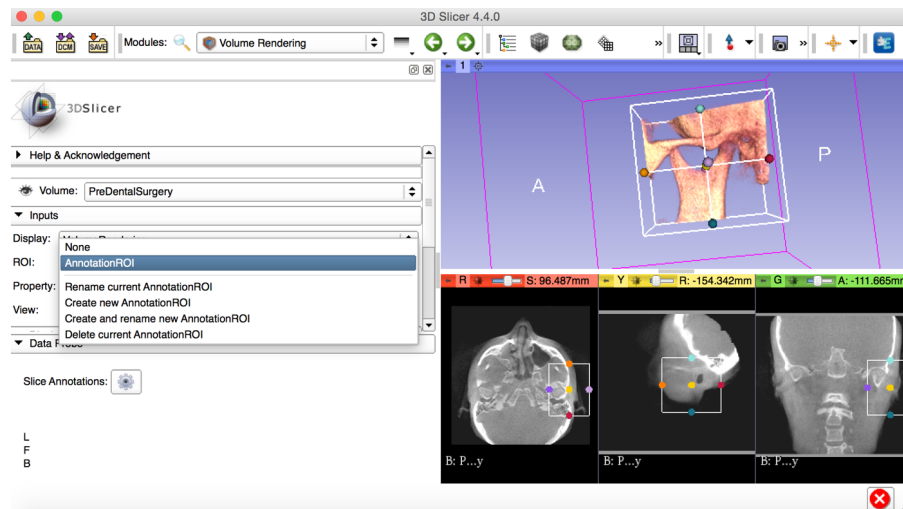 3D Slicer 4.4.0
DATA DCM SAVE Modules: Volume Rendering » »
1
3DSlicer
Help & Acknowledgement
Volume: PreDentalSurgery
Inputs
Display:
None
ROI: AnnotationROI
Property: Rename current AnnotationROI
Create new AnnotationROI
View: Create and rename new AnnotationROI
Delete current AnnotationROI
Data
Slice Annotations:
L
F
B
A P
R S: 96.487mm Y R: -154.342mm G A: -111.665mm
B: P...y B: P...y B: P...y